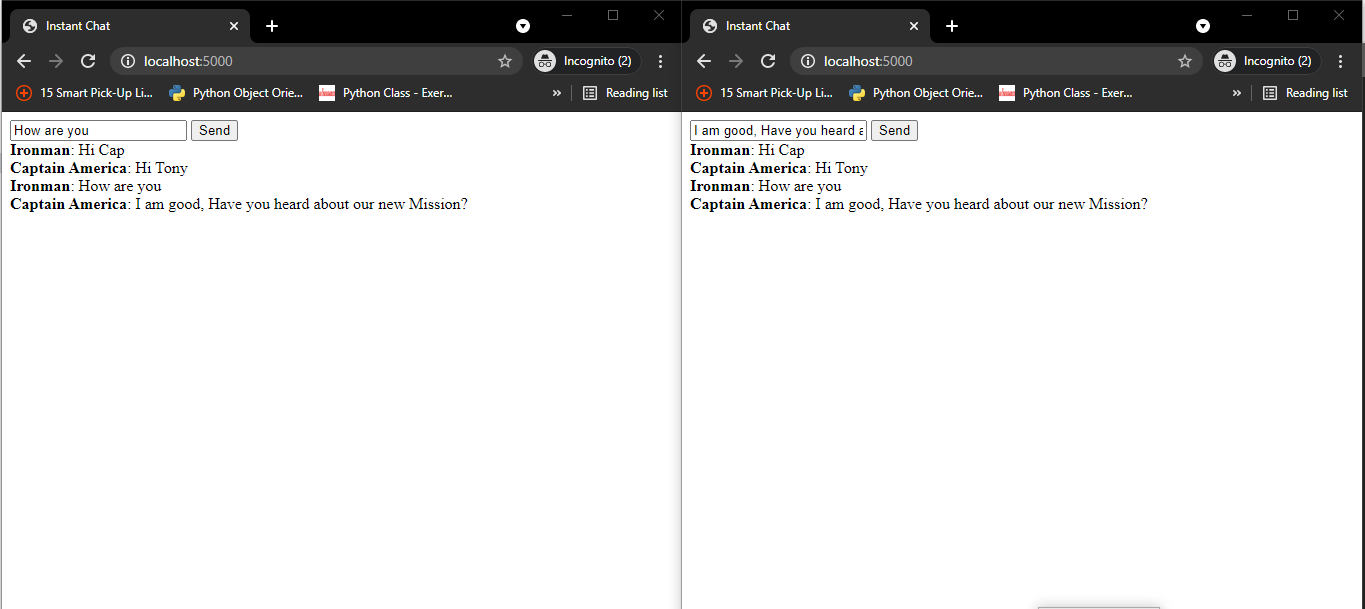 Instant Chat
localhost:5000
Incognito (2)
15 Smart Pick-Up Li...
Python Object Orie...
Python Class - Exer...
»
Reading list
How are you
Send
Ironman: Hi Cap
Captain America: Hi Tony
Ironman: How are you
Captain America: I am good, Have you heard about our new Mission?
Instant Chat
localhost:5000
Incognito (2)
15 Smart Pick-Up Li...
Python Object Orie...
Python Class - Exer...
»
Reading list
I am good, Have you heard a
Send
Ironman: Hi Cap
Captain America: Hi Tony
Ironman: How are you
Captain America: I am good, Have you heard about our new Mission?